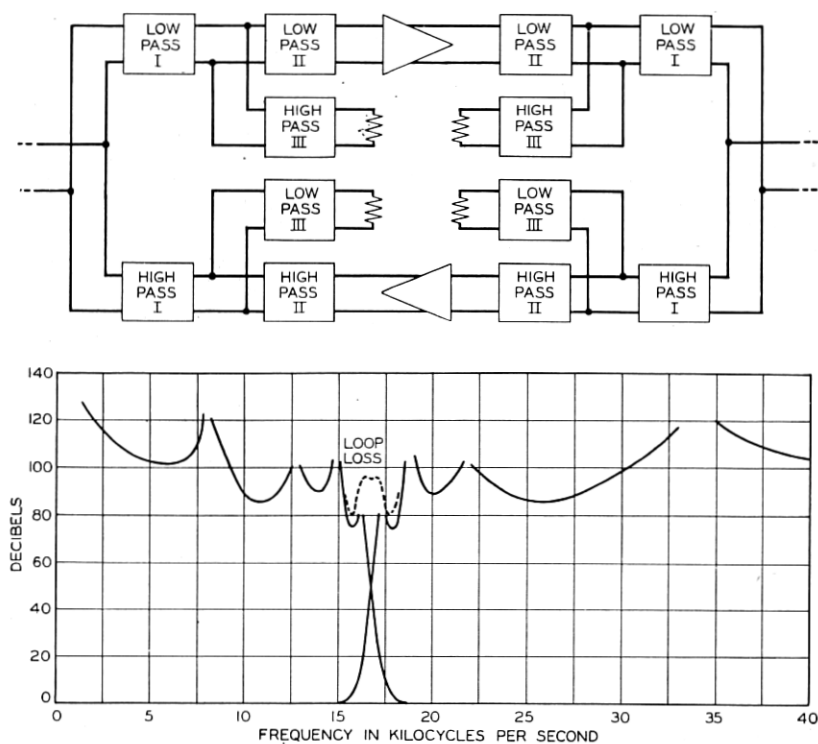 LOW PASS I
LOW PASS II
LOW PASS II
LOW PASS I
HIGH PASS III
HIGH PASS III
LOW PASS III
LOW PASS III
HIGH PASS I
HIGH PASS II
HIGH PASS II
HIGH PASS I
140
120
100
80
60
40
20
0
DECIBELS
LOOP
LOSS
0 5 10 15 20 25 30 35 40
FREQUENCY IN KILOCYCLES PER SECOND